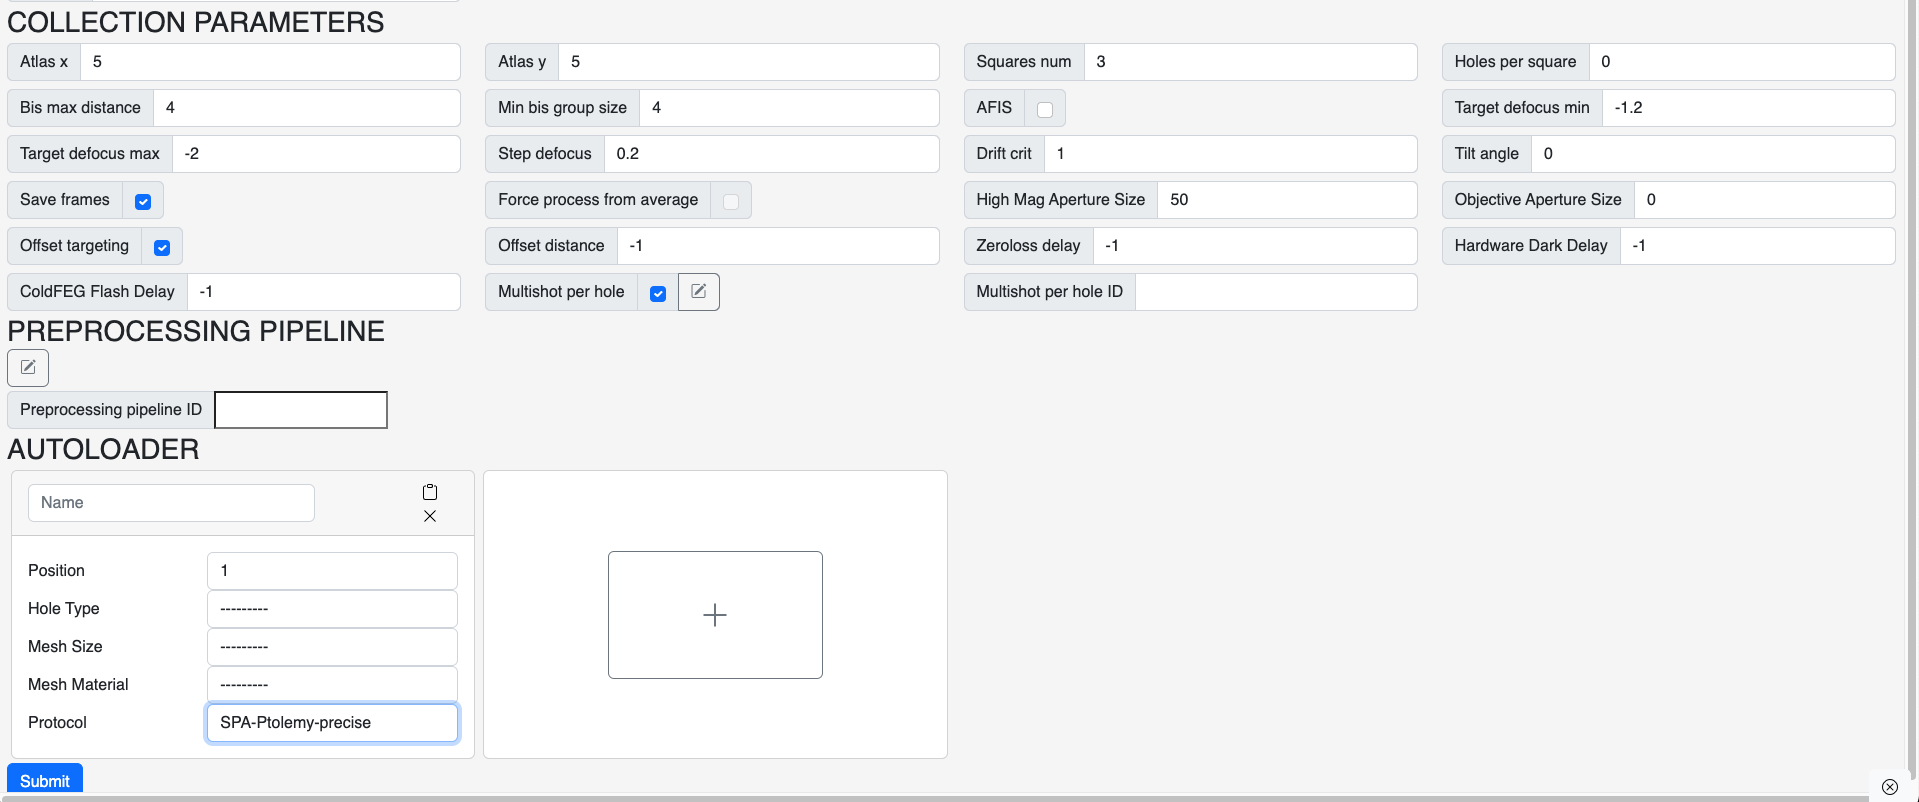 COLLECTION PARAMETERS
Atlas x 5 Atlas y 5 Squares num 3 Holes per square 0
Bis max distance 4 Min bis group size 4 AFIS Target defocus min -1.2
Target defocus max -2 Step defocus 0.2 Drift crit 1 Tilt angle 0
Save frames Force process from average High Mag Aperture Size 50 Objective Aperture Size 0
Offset targeting Offset distance -1 Zeroloss delay -1 Hardware Dark Delay -1
ColdFEG Flash Delay -1 Multishot per hole Multishot per hole ID
PREPROCESSING PIPELINE
Preprocessing pipeline ID
AUTOLOADER
Name
Position 1
Hole Type ---------
Mesh Size ---------
Mesh Material ---------
Protocol SPA-Ptolemy-precise
Submit